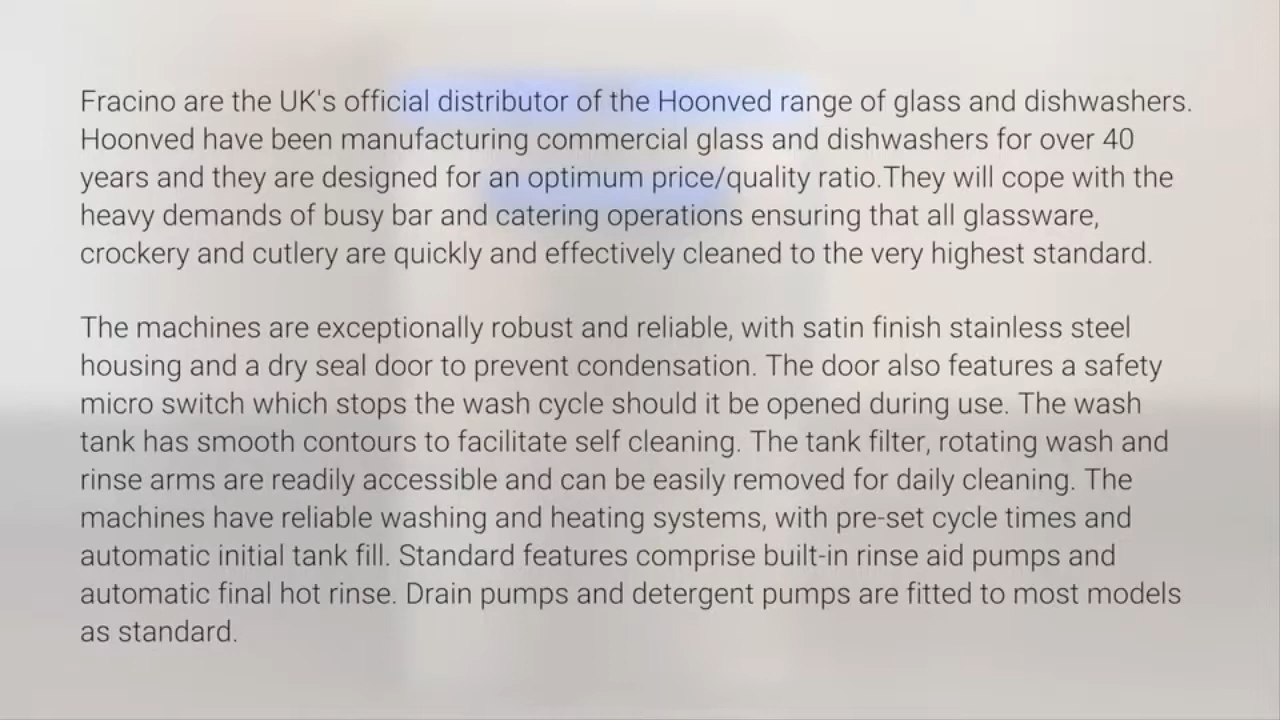 Fracino are the UK's official distributor of the Hoonved range of glass and dishwashers.
Hoonved have been manufacturing commercial glass and dishwashers for over 40
years and they are designed for an optimum price/quality ratio.They will cope with the
heavy demands of busy bar and catering operations ensuring that all glassware,
crockery and cutlery are quickly and effectively cleaned to the very highest standard.
The machines are exceptionally robust and reliable, with satin finish stainless steel
housing and a dry seal door to prevent condensation. The door also features a safety
micro switch which stops the wash cycle should it be opened during use. The wash
tank has smooth contours to facilitate self cleaning. The tank filter, rotating wash and
rinse arms are readily accessible and can be easily removed for daily cleaning. The
machines have reliable washing and heating systems, with pre-set cycle times and
automatic initial tank fill. Standard features comprise built-in rinse aid pumps and
automatic final hot rinse. Drain pumps and detergent pumps are fitted to most models
as standard.